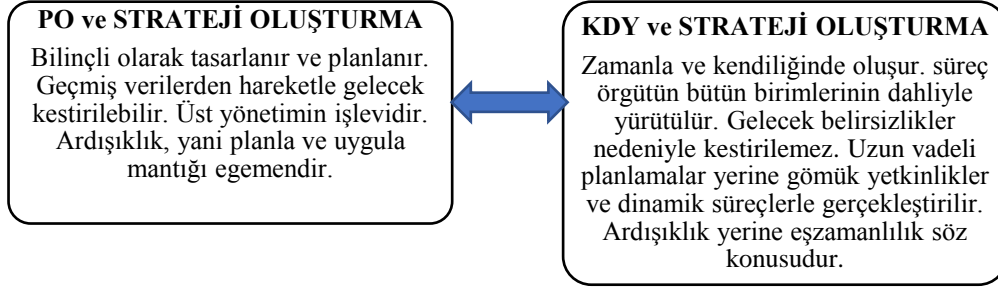 PO ve STRATEJİ OLUŞTURMA
Bilinçli olarak tasarlanır ve planlanır.
Geçmiş verilerden hareketle gelecek
kestirilebilir. Üst yönetimin işlevidir.
Ardışıklık, yani planla ve uygula
mantığı egemendir.
KDY ve STRATEJİ OLUŞTURMA
Zamanla ve kendiliğinde oluşur. süreç
örgütün bütün birimlerinin dahliyle
yürütülür. Gelecek belirsizlikler
nedeniyle kestirilemez. Uzun vadeli
planlamalar yerine gömük yetkinlikler
ve dinamik süreçlerle gerçekleştirilir.
Ardışıklık yerine eşzamanlılık söz
konusudur.